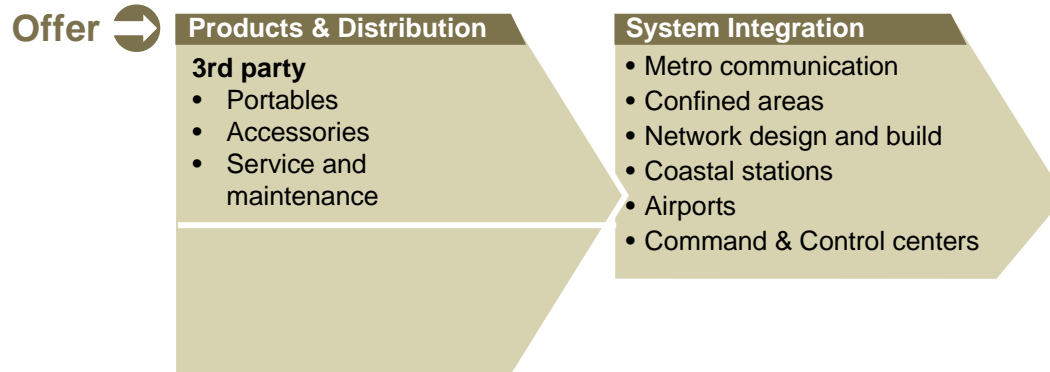 Offer
Products & Distribution
3rd party
• Portables
• Accessories
• Service and
maintenance
System Integration
• Metro communication
• Confined areas
• Network design and build
• Coastal stations
• Airports
• Command & Control centers